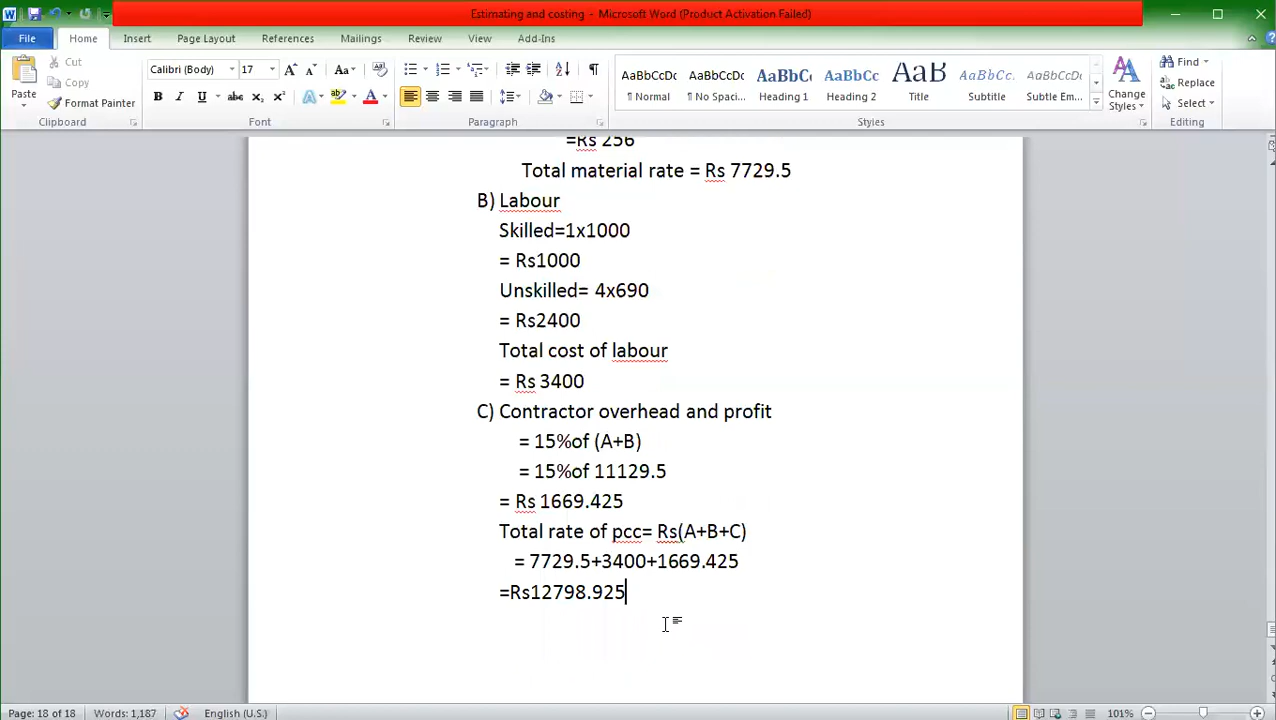 Estimating and costing - Microsoft Word (Product Activation Failed)
File Home Insert Page Layout References Mailings Review View Add-Ins
Paste
Cut
Copy
Format Painter
Clipboard
Calibri (Body) 17
Font
Paragraph
AaBbCcDc AaBbCcDc AaBbC AaBbCc AaB AaBbCcL AaBbCcDc
¶ Normal ¶ No Spaci... Heading 1 Heading 2 Title Subtitle Subtle Em...
Styles
Change Styles
Find
Replace
Select
Editing
=Rs 256
Total material rate = Rs 7729.5
B) Labour
Skilled=1x1000
= Rs1000
Unskilled= 4x690
= Rs2400
Total cost of labour
= Rs 3400
C) Contractor overhead and profit
= 15%of (A+B)
= 15%of 11129.5
= Rs 1669.425
Total rate of pcc= Rs(A+B+C)
= 7729.5+3400+1669.425
=Rs12798.925
Page: 18 of 18 Words: 1,187 English (U.S.) 101%